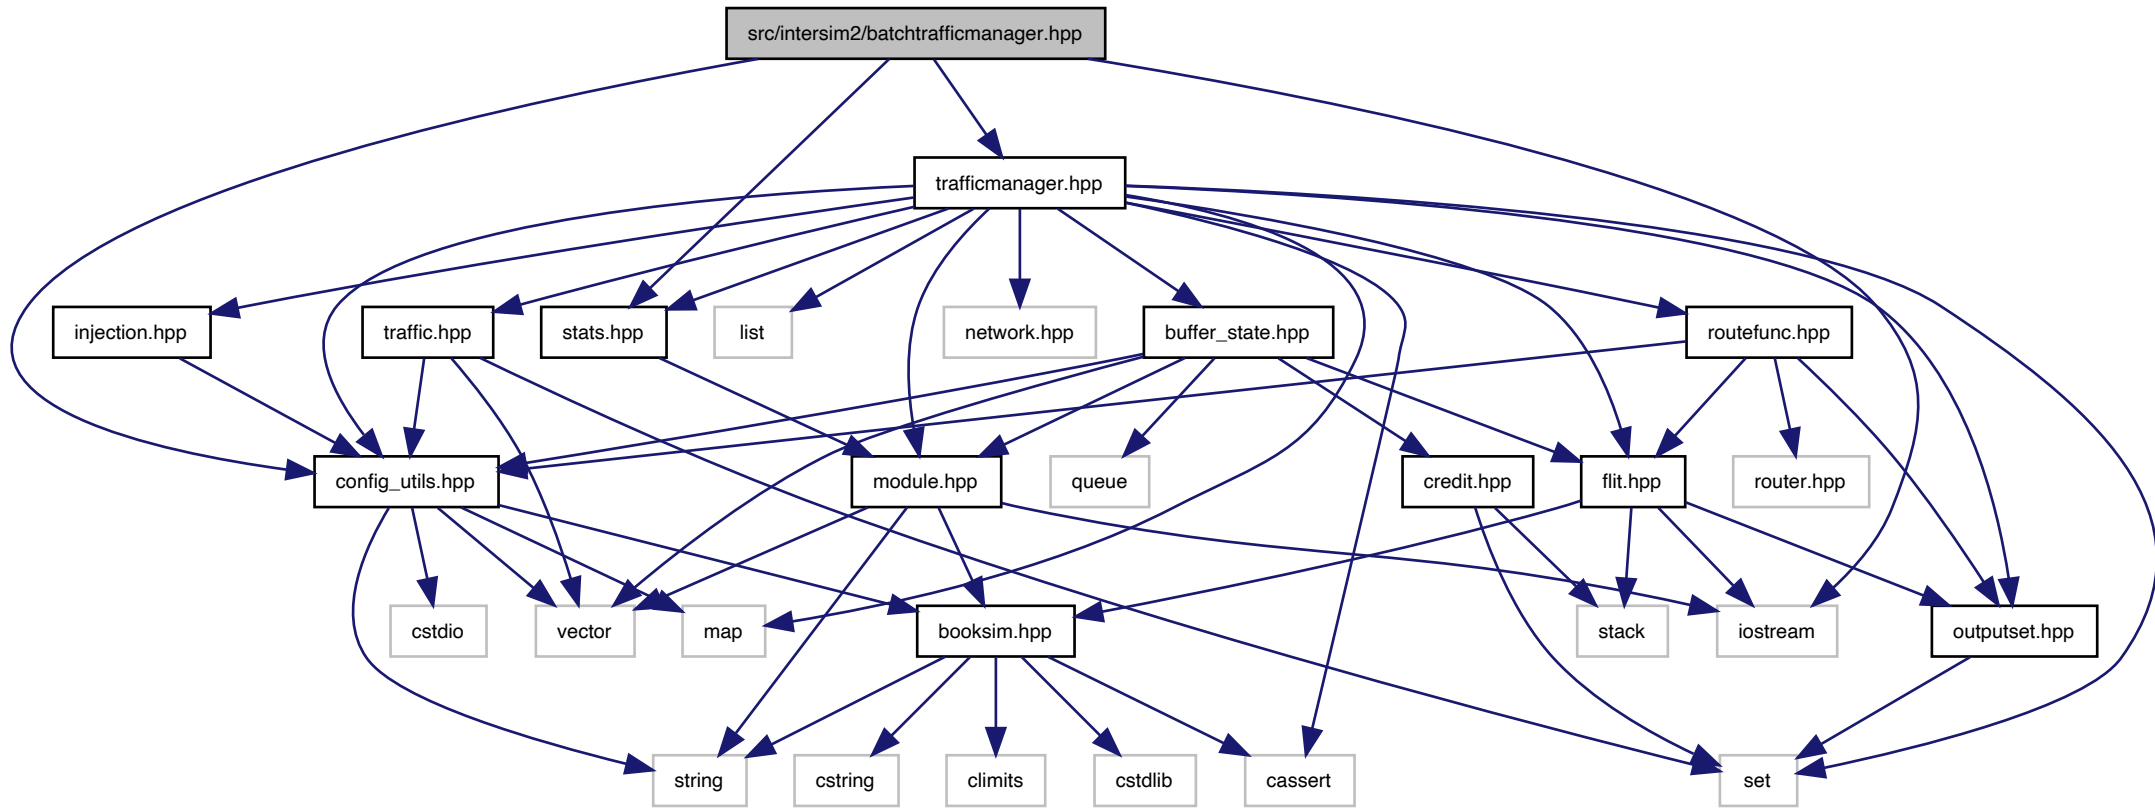 src/intersim2/batchtrafficmanager.hpp
trafficmanager.hpp
injection.hpp
traffic.hpp
stats.hpp
list
network.hpp
buffer_state.hpp
routefunc.hpp
config_utils.hpp
module.hpp
queue
credit.hpp
flit.hpp
router.hpp
cstdio
vector
map
booksim.hpp
stack
iostream
outputset.hpp
string
cstring
climits
cstdlib
cassert
set